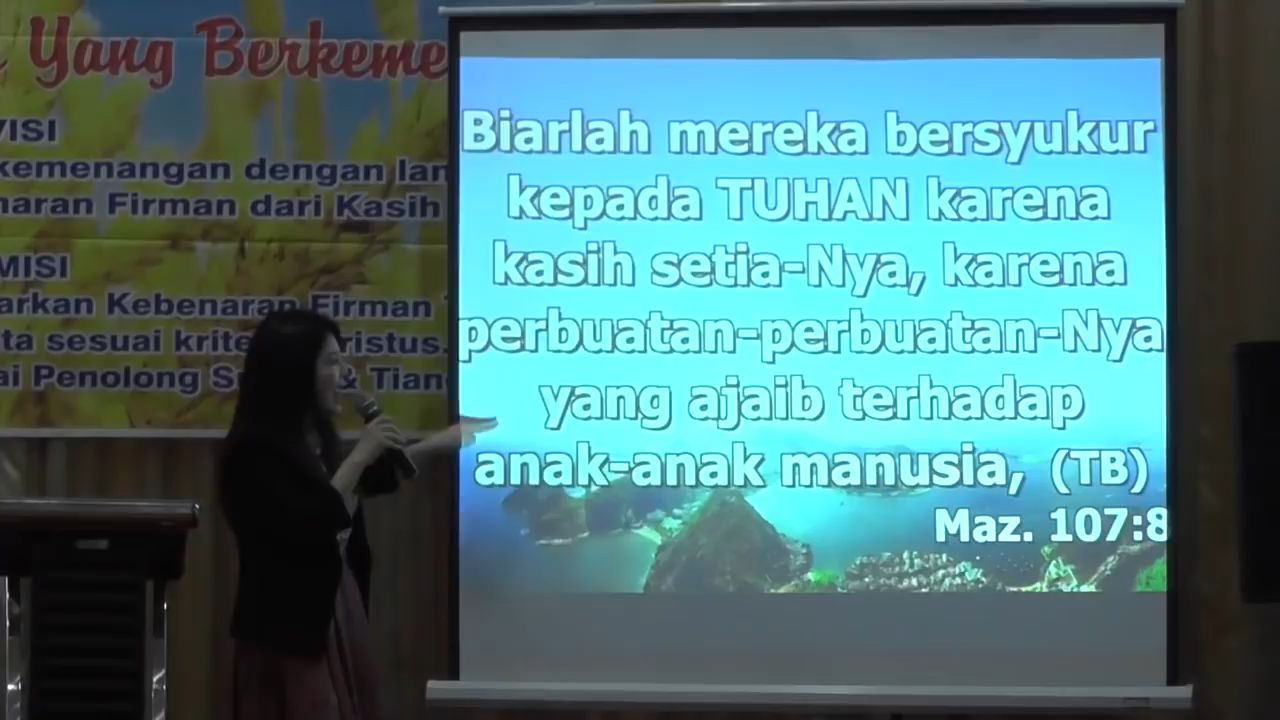 Yang Berkeme
VISI
kemenangan dengan lan
naran Firman dari Kasih
MISI
arkan Kebenaran Firman
ta sesuai krite ristus.
ai Penolong S & Tian
Biarlah mereka bersyukur
kepada TUHAN karena
kasih setia-Nya, karena
perbuatan-perbuatan-Nya
yang ajaib terhadap
anak-anak manusia, (TB)
Maz. 107:8